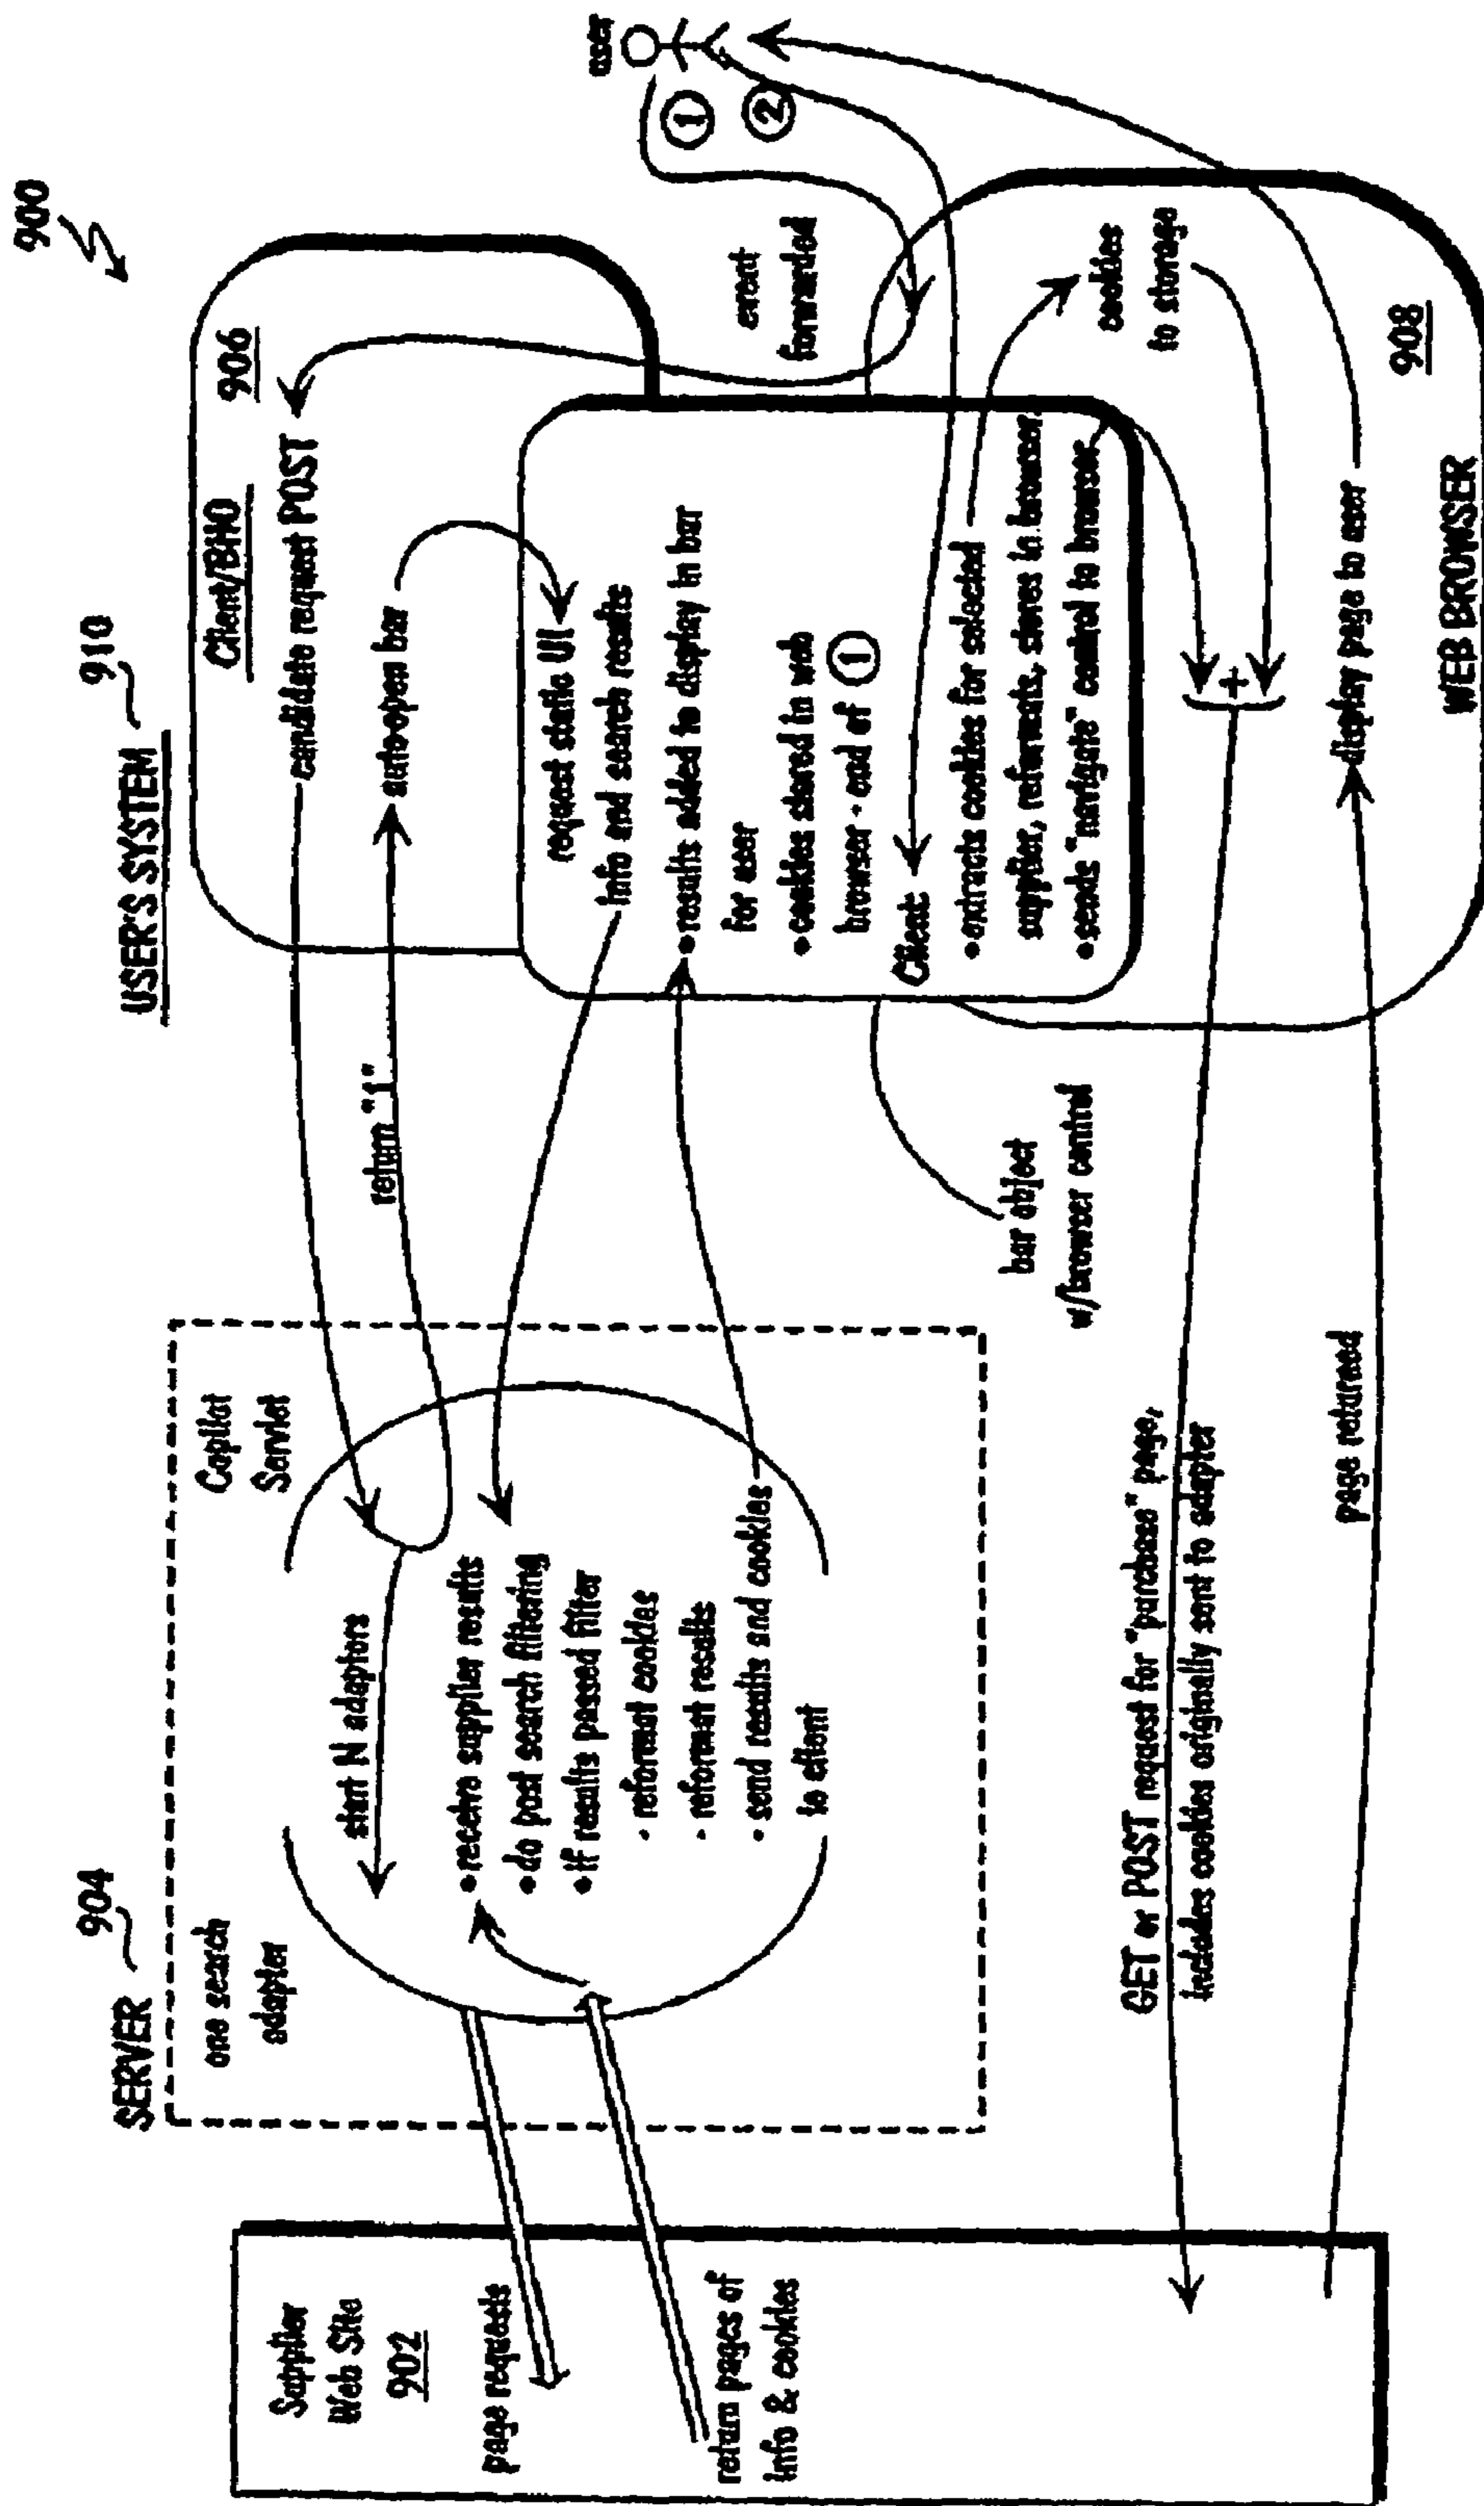 900
SERVER
904
USER'S SYSTEM
910
Supplier
Web Site
902
page requests
return pages of
info & cookies
one search
adapter
Captiol
Servlet
start N adapters
• receive supplier results
• do post search filtering
• if results passed filter
· reformat cookies
· reformat results
· send results and cookies
to client
return "1"
Client/BHO
906
candidate request POST
auto-open bar
request static UI
info and search results
• results added to display in bar
for user
• cookies cleared in web
browser - end of ①
Client
• extracts cookies for selected
supplier, reformats, stores to browser
• sends "navigate" comd to browser
bar object
w/browser control
event
forwarded
user
①
②
cookies
to storage
+
GET or POST request for "purchase" page,
includes cookies originally sent to adapter
page returned
display page to user
908
WEB BROWSER